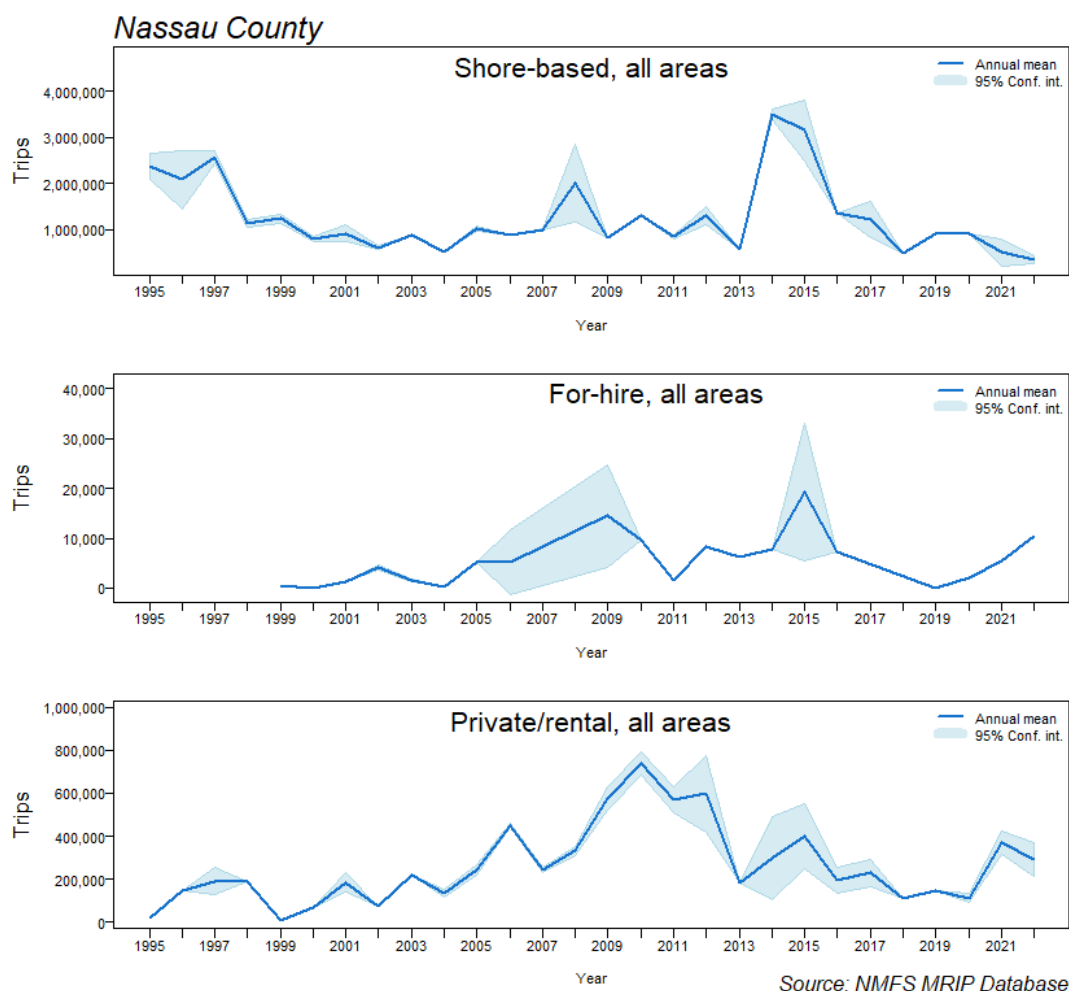 Nassau County
Shore-based, all areas
Annual mean
95% Conf. int.
Trips
4,000,000
3,000,000
2,000,000
1,000,000
1995 1997 1999 2001 2003 2005 2007 2009 2011 2013 2015 2017 2019 2021
Year
For-hire, all areas
Annual mean
95% Conf. int.
Trips
40,000
30,000
20,000
10,000
0
1995 1997 1999 2001 2003 2005 2007 2009 2011 2013 2015 2017 2019 2021
Year
Private/rental, all areas
Annual mean
95% Conf. int.
Trips
1,000,000
800,000
600,000
400,000
200,000
0
1995 1997 1999 2001 2003 2005 2007 2009 2011 2013 2015 2017 2019 2021
Year
Source: NMFS MRIP Database